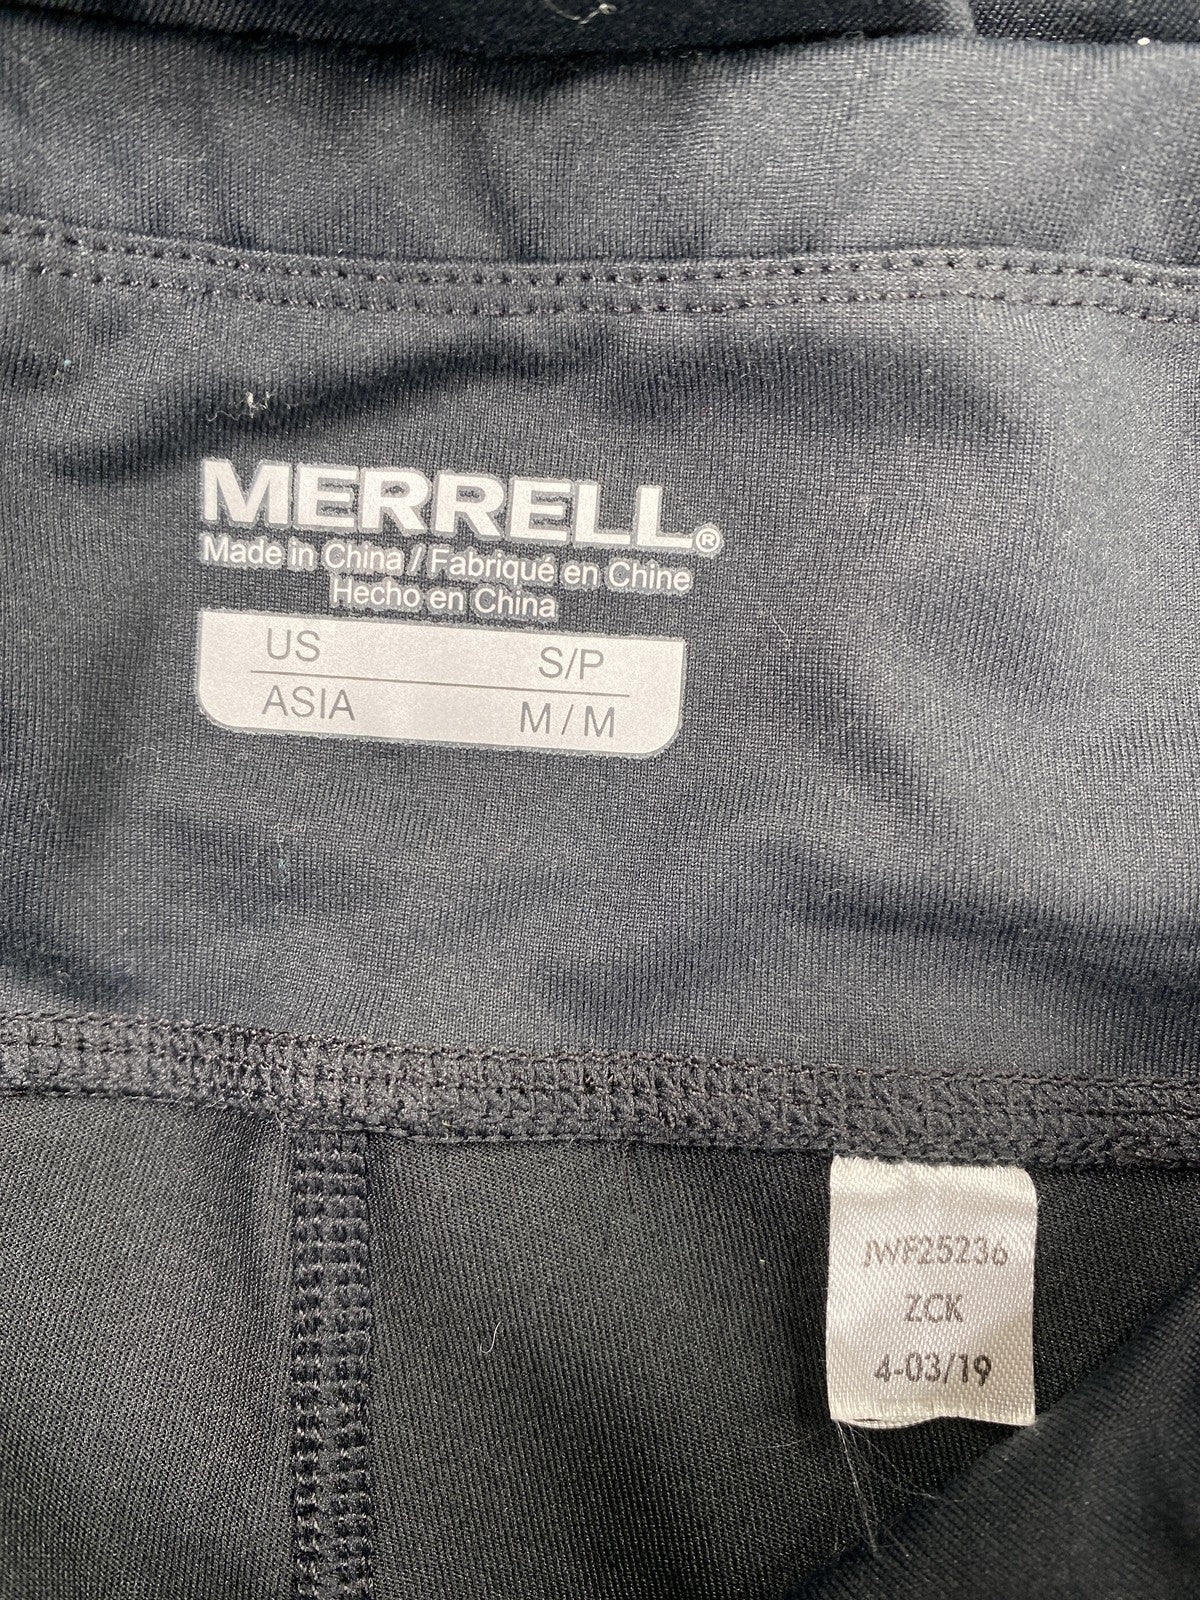 MERRELL®
Made in China / Fabriqué en Chine
Hecho en China
US S/P
ASIA M / M
JWF25236
ZCK
4-03/19